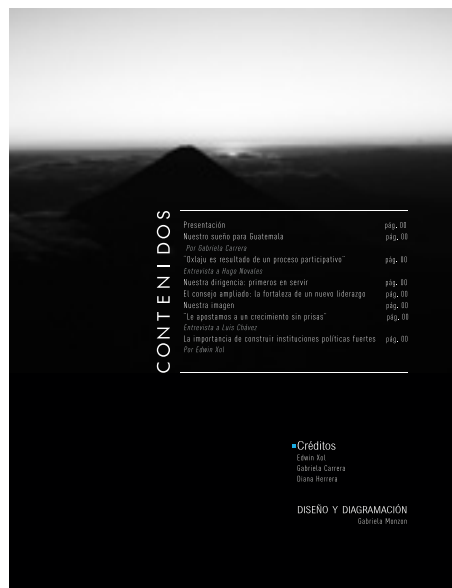 CONTENIDOS
Presentación pág. 00
Nuestro sueño para Guatemala pág. 00
Por Gabriela Carrera
"Oxlaju es resultado de un proceso participativo" pág. 00
Entrevista a Hugo Novales
Nuestra dirigencia: primeros en servir pág. 00
El consejo ampliado: la fortaleza de un nuevo liderazgo pág. 00
Nuestra imagen pág. 00
"Le apostamos a un crecimiento sin prisas" pág. 00
Entrevista a Luis Chávez
La importancia de construir instituciones políticas fuertes pág. 00
Por Edwin Xol
Créditos
Edwin Xol
Gabriela Carrera
Diana Herrera
DISEÑO Y DIAGRAMACIÓN
Gabriela Monzon